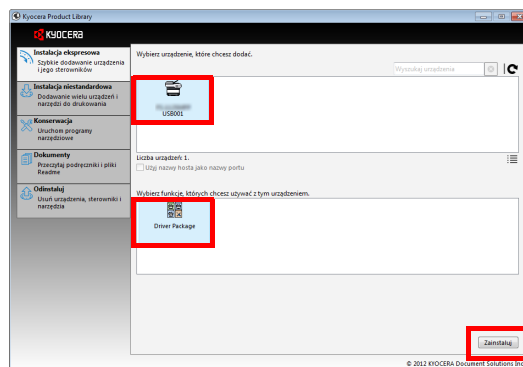 Kyocera Product Library
KYOCERA
Instalacja ekspresowa
Szybkie dodawanie urządzenia
i jego sterowników
Instalacja niestandardowa
Dodawanie wielu urządzeń i
narzędzi do drukowania
Konserwacja
Uruchom programy
narzędziowe
Dokumenty
Przeczytaj podręczniki i pliki
Readme
Odinstaluj
Usuń urządzenia, sterowniki i
narzędzia
Wybierz urządzenie, które chcesz dodać.
Wyszukaj urządzenia
USB001
Liczba urządzeń: 1.
Użyj nazwy hosta jako nazwy portu
Wybierz funkcje, których chcesz używać z tym urządzeniem.
Driver Package
Zainstaluj
© 2012 KYOCERA Document Solutions Inc.